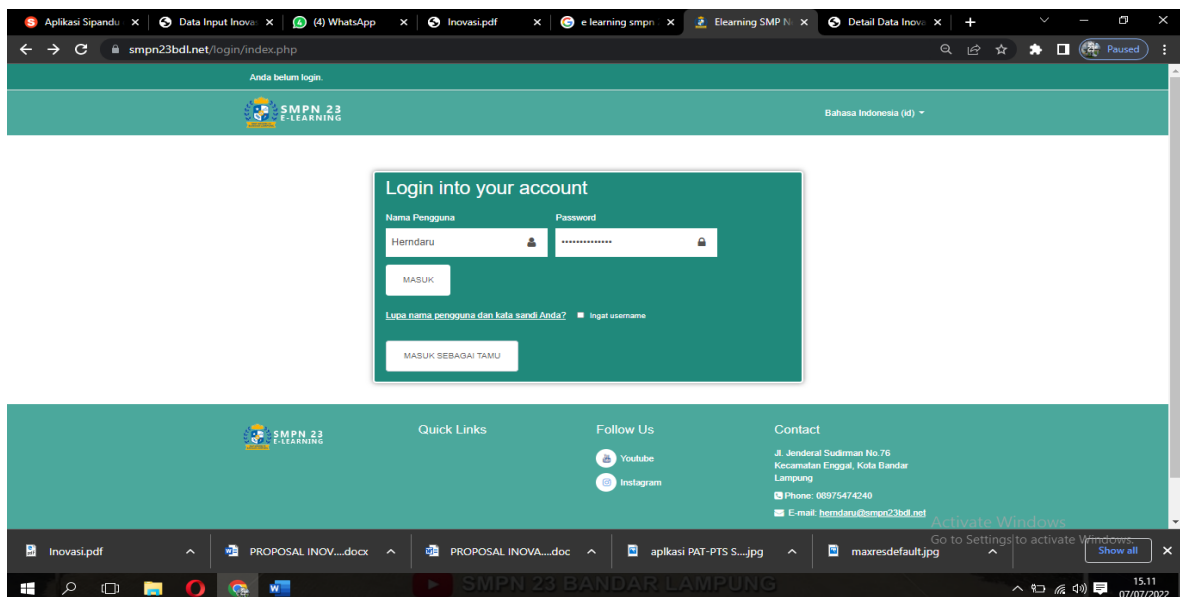 Aplikasi Sipandu
Data Input Inova
(4) WhatsApp
Inovasi.pdf
e learning smpn
Elearning SMP N
Detail Data Inova
smpn23bdl.net/login/index.php
Paused
Anda belum login.
SMPN 23
E-LEARNING
Bahasa Indonesia (id)
Login into your account
Nama Pengguna
Password
Herndaru
••••••••••••••
MASUK
Lupa nama pengguna dan kata sandi Anda?
Ingat username
MASUK SEBAGAI TAMU
SMPN 23
E-LEARNING
Quick Links
Follow Us
Youtube
Instagram
Contact
Jl. Jenderal Sudirman No.76
Kecamatan Enggal, Kota Bandar
Lampung
Phone: 08975474240
E-mail: herndaru@smpn23bdl.net
Activate Windows
Go to Settings to activate Windows.
Inovasi.pdf
PROPOSAL INOV....docx
PROPOSAL INOVA....doc
aplkasi PAT-PTS S....jpg
maxresdefault.jpg
Show all
SMPN 23 BANDAR LAMPUNG
15.11
07/07/2022